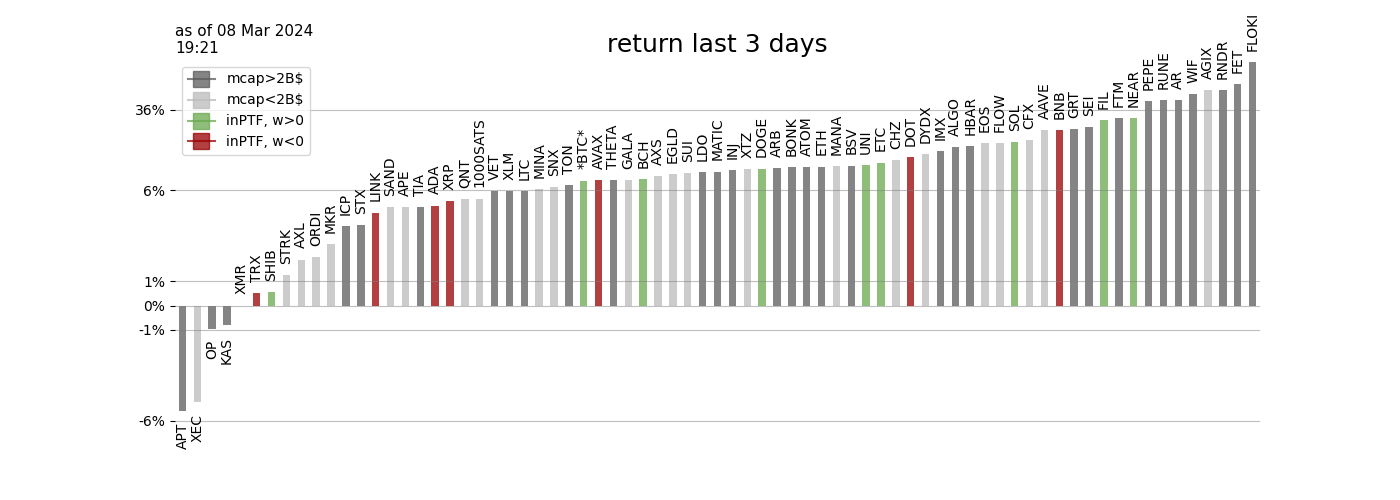 as of 08 Mar 2024
19:21
return last 3 days
mcap>2B$
mcap<2B$
inPTF, w>0
inPTF, w<0
36%
6%
1%
0%
-1%
-6%
APT
XEC
OP
KAS
XMR
TRX
SHIB
STRK
AXL
ORDI
MKR
ICP
STX
LINK
SAND
APE
TIA
ADA
XRP
QNT
1000SATS
VET
XLM
LTC
MINA
SNX
TON
*BTC*
AVAX
THETA
GALA
BCH
AXS
EGLD
SUI
LDO
MATIC
INJ
XTZ
DOGE
ARB
BONK
ATOM
ETH
MANA
BSV
UNI
ETC
CHZ
DOT
DYDX
IMX
ALGO
HBAR
EOS
FLOW
SOL
CFX
AAVE
BNB
GRT
SEI
FIL
FTM
NEAR
PEPE
RUNE
AR
WIF
AGIX
RNDR
FET
FLOKI